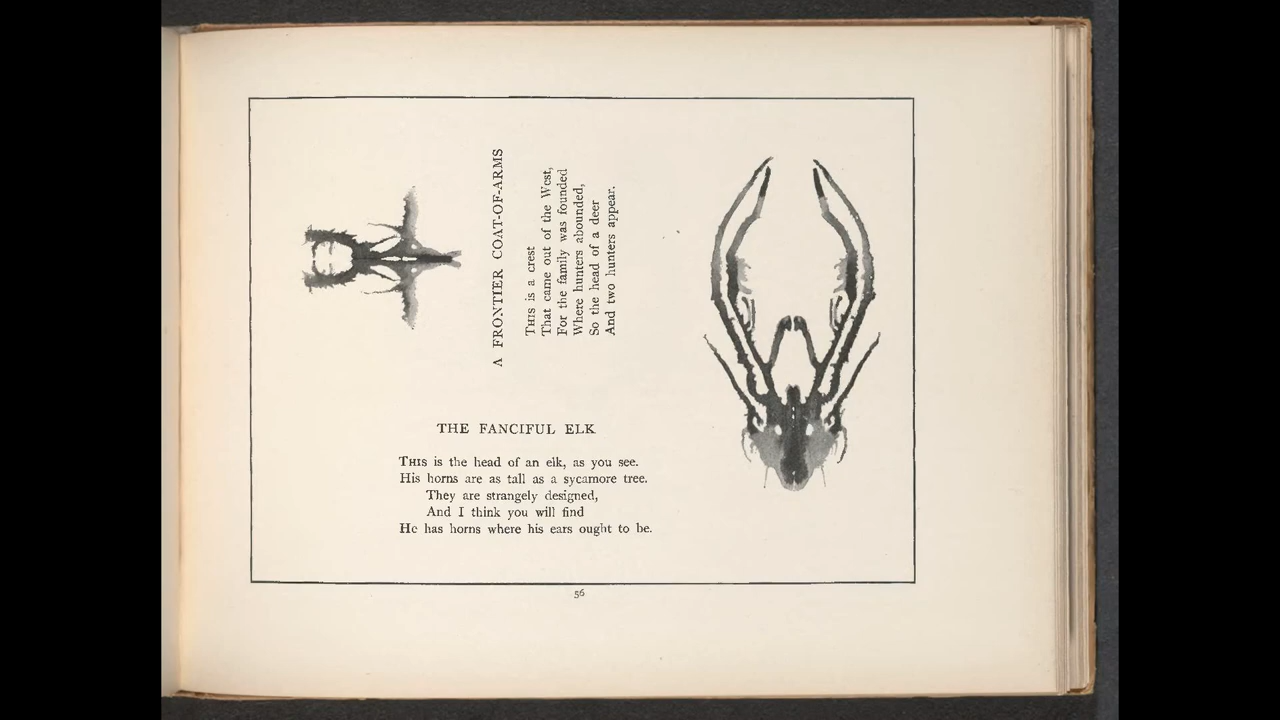 A FRONTIER COAT-OF-ARMS
THIS is a crest
That came out of the West,
For the family was founded
Where hunters abounded,
So the head of a deer
And two hunters appear.
THE FANCIFUL ELK
THIS is the head of an elk, as you see.
His horns are as tall as a sycamore tree.
They are strangely designed,
And I think you will find
He has horns where his ears ought to be.
56